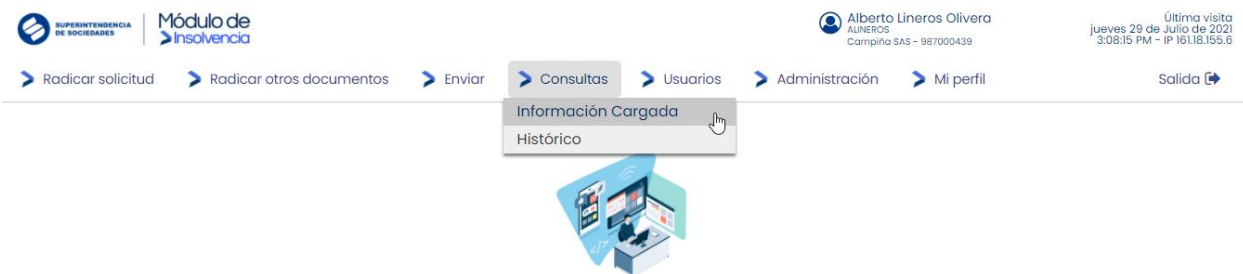 SUPERINTENDENCIA
DE SOCIEDADES
Módulo de
Insolvencia
Alberto Lineros Olivera
ALINEROS
Campiña SAS - 987000439
Última visita
jueves 29 de Julio de 2021
3:08:15 PM - IP 161.18.155.6
Radicar solicitud Radicar otros documentos Enviar Consultas Usuarios Administración Mi perfil Salida
Información Cargada
Histórico